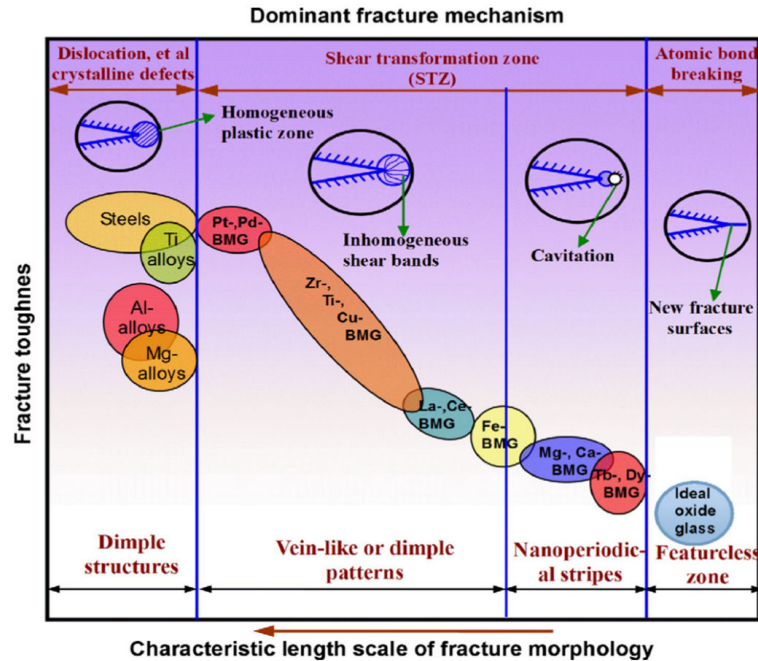 Dominant fracture mechanism
Dislocation, et al
crystalline defects
Shear transformation zone
(STZ)
Atomic bond
breaking
Homogeneous
plastic zone
Inhomogeneous
shear bands
Cavitation
New fracture
surfaces
Steels
Ti
alloys
Al-
alloys
Mg-
alloys
Pt-,Pd-
BMG
Zr-,
Ti-,
Cu-
BMG
La-,Ce-
BMG
Fe-
BMG
Mg-, Ca-
BMG
Tb-, Dy-
BMG
Ideal
oxide
glass
Dimple
structures
Vein-like or dimple
patterns
Nanoperiodic-
al stripes
Featureless
zone
Fracture toughnes
Characteristic length scale of fracture morphology